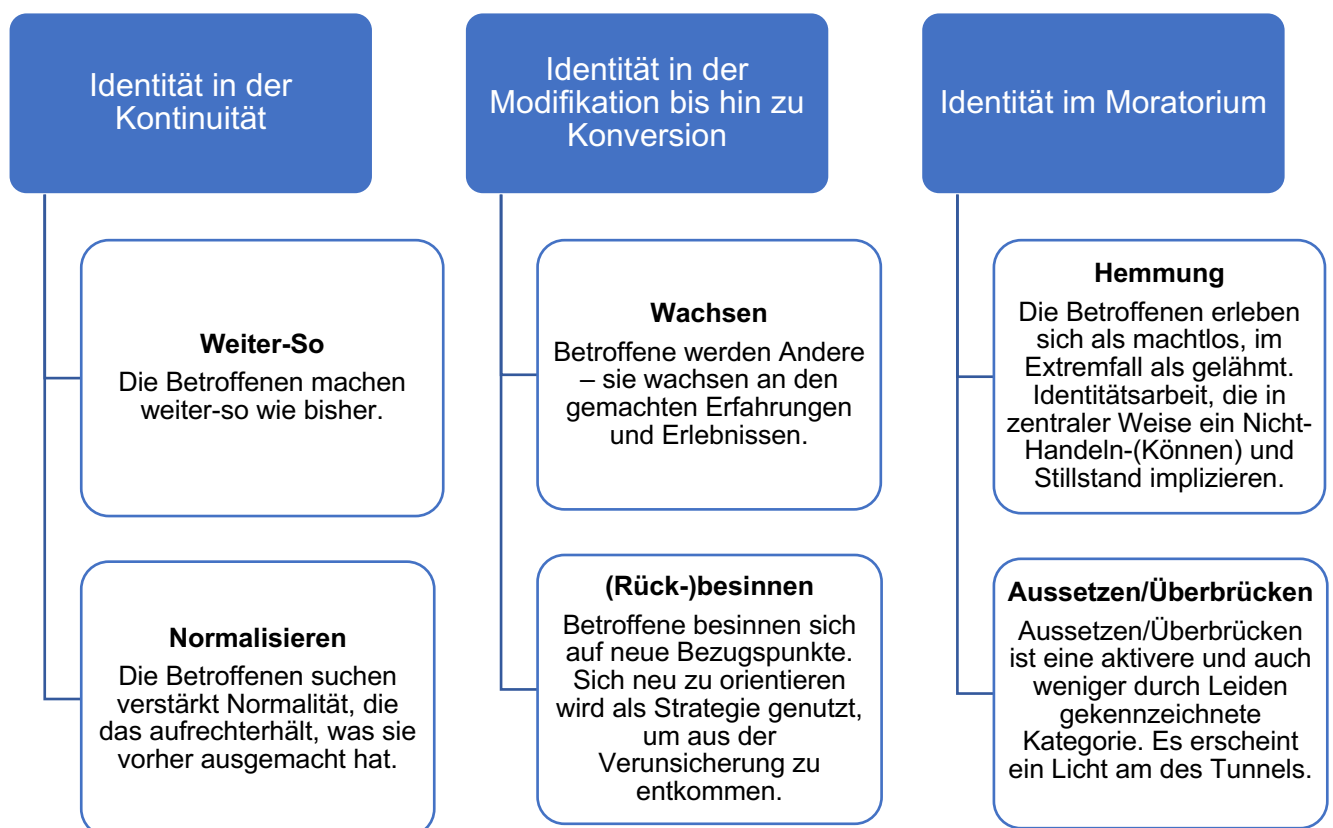 Identität in der
Kontinuität
Weiter-So
Die Betroffenen machen
weiter-so wie bisher.
Normalisieren
Die Betroffenen suchen
verstärkt Normalität, die
das aufrechterhält, was sie
vorher ausgemacht hat.
Identität in der
Modifikation bis hin zu
Konversion
Wachsen
Betroffene werden Andere
– sie wachsen an den
gemachten Erfahrungen
und Erlebnissen.
(Rück-)besinnen
Betroffene besinnen sich
auf neue Bezugspunkte.
Sich neu zu orientieren
wird als Strategie genutzt,
um aus der
Verunsicherung zu
entkommen.
Identität im Moratorium
Hemmung
Die Betroffenen erleben
sich als machtlos, im
Extremfall als gelähmt.
Identitätsarbeit, die in
zentraler Weise ein Nicht-
Handeln-(Können) und
Stillstand implizieren.
Aussetzen/Überbrücken
Aussetzen/Überbrücken
ist eine aktivere und auch
weniger durch Leiden
gekennzeichnete
Kategorie. Es erscheint
ein Licht am des Tunnels.